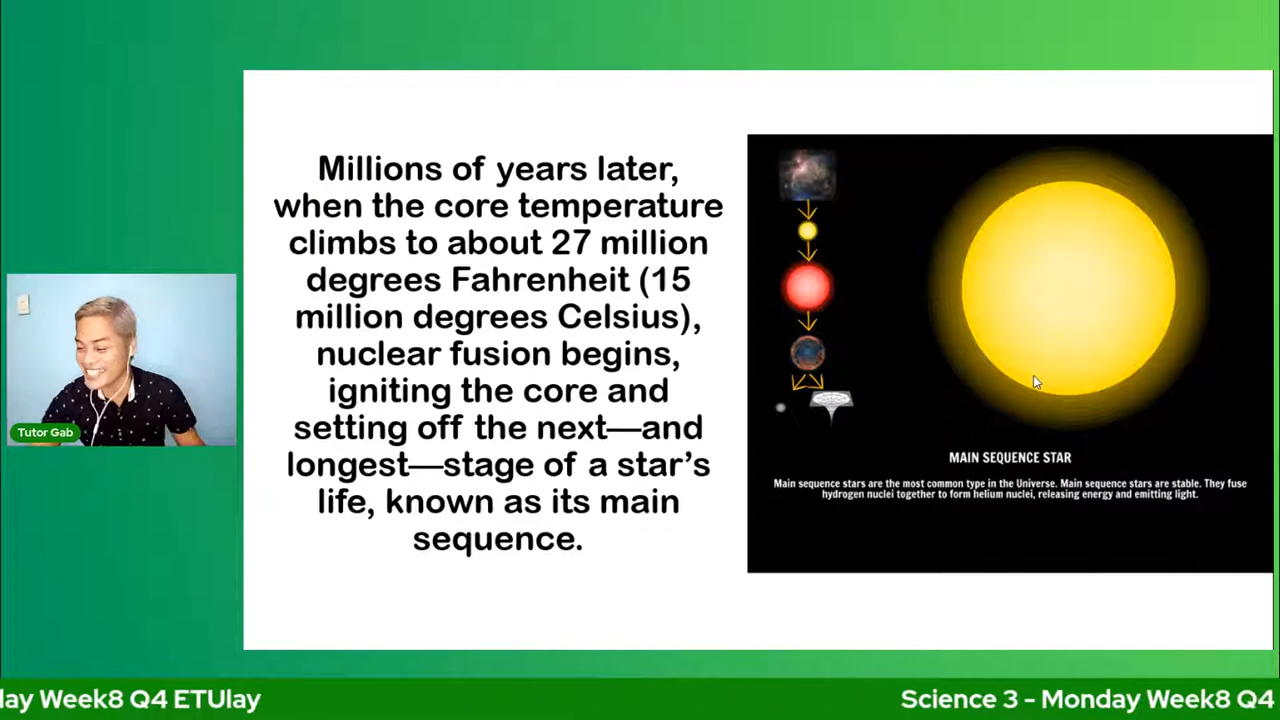 Millions of years later,
when the core temperature
climbs to about 27 million
degrees Fahrenheit (15
million degrees Celsius),
nuclear fusion begins,
igniting the core and
setting off the next—and
longest—stage of a star’s
life, known as its main
sequence.
MAIN SEQUENCE STAR
Main sequence stars are the most common type in the Universe. Main sequence stars are stable. They fuse
hydrogen nuclei together to form helium nuclei, releasing energy and emitting light.
Tutor Gab
lay Week8 Q4 ETUlay
Science 3 - Monday Week8 Q4